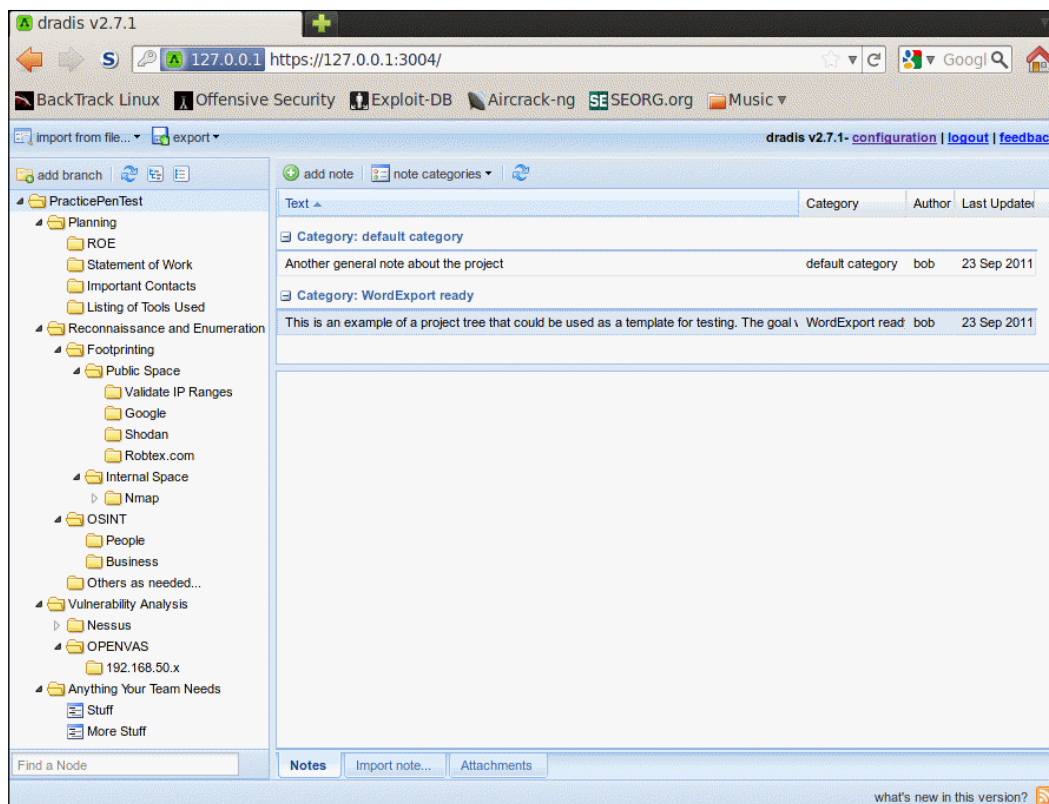 dradis v2.7.1
127.0.0.1 https://127.0.0.1:3004/ Googl
BackTrack Linux Offensive Security Exploit-DB Aircrack-ng SEORG.org Music
import from file... export dradis v2.7.1- configuration | logout | feedbac
add branch add note note categories
PracticePenTest
Planning
ROE
Statement of Work
Important Contacts
Listing of Tools Used
Reconnaissance and Enumeration
Footprinting
Public Space
Validate IP Ranges
Google
Shodan
Robtex.com
Internal Space
Nmap
OSINT
People
Business
Others as needed...
Vulnerability Analysis
Nessus
OPENVAS
192.168.50.x
Anything Your Team Needs
Stuff
More Stuff
Find a Node
Text Category Author Last Updated
Category: default category
Another general note about the project default category bob 23 Sep 2011
Category: WordExport ready
This is an example of a project tree that could be used as a template for testing. The goal WordExport read bob 23 Sep 2011
Notes Import note... Attachments
what's new in this version?